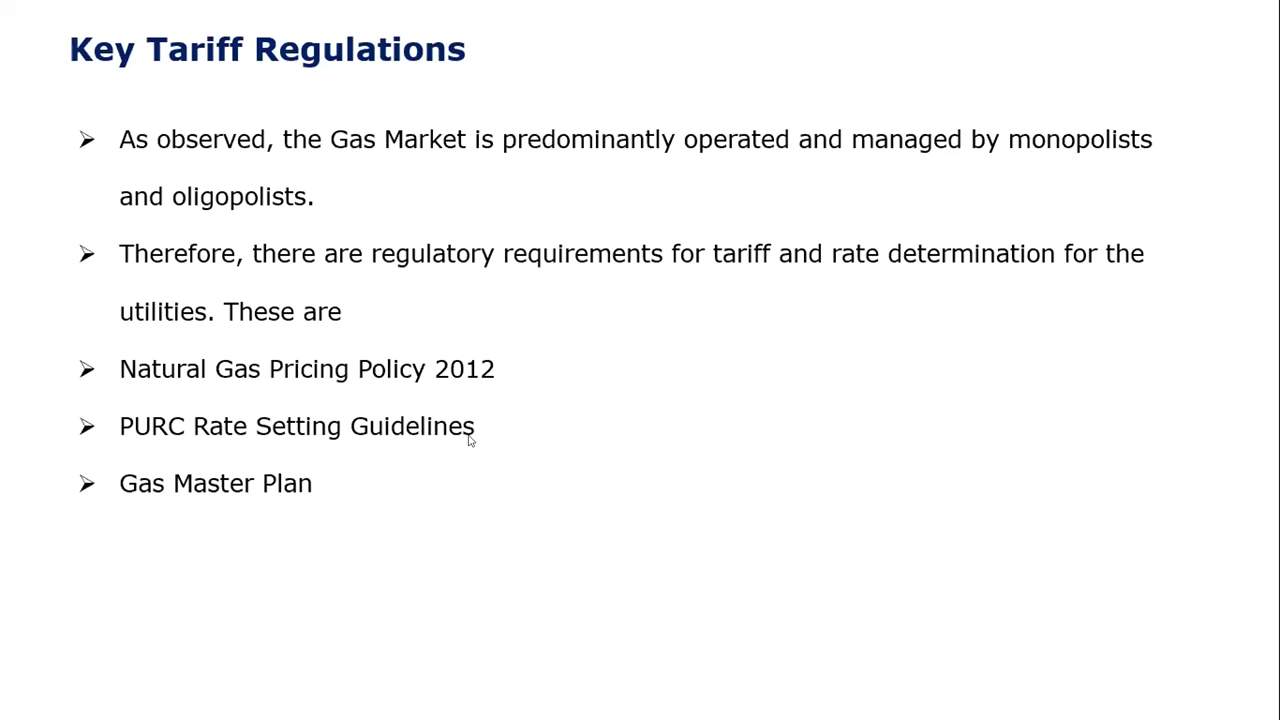 Key Tariff Regulations
➢ As observed, the Gas Market is predominantly operated and managed by monopolists
and oligopolists.
➢ Therefore, there are regulatory requirements for tariff and rate determination for the
utilities. These are
➢ Natural Gas Pricing Policy 2012
➢ PURC Rate Setting Guidelines
➢ Gas Master Plan